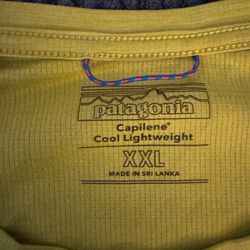 patagonia
Capilene®
Cool Lightweight
XXL
MADE IN SRI LANKA